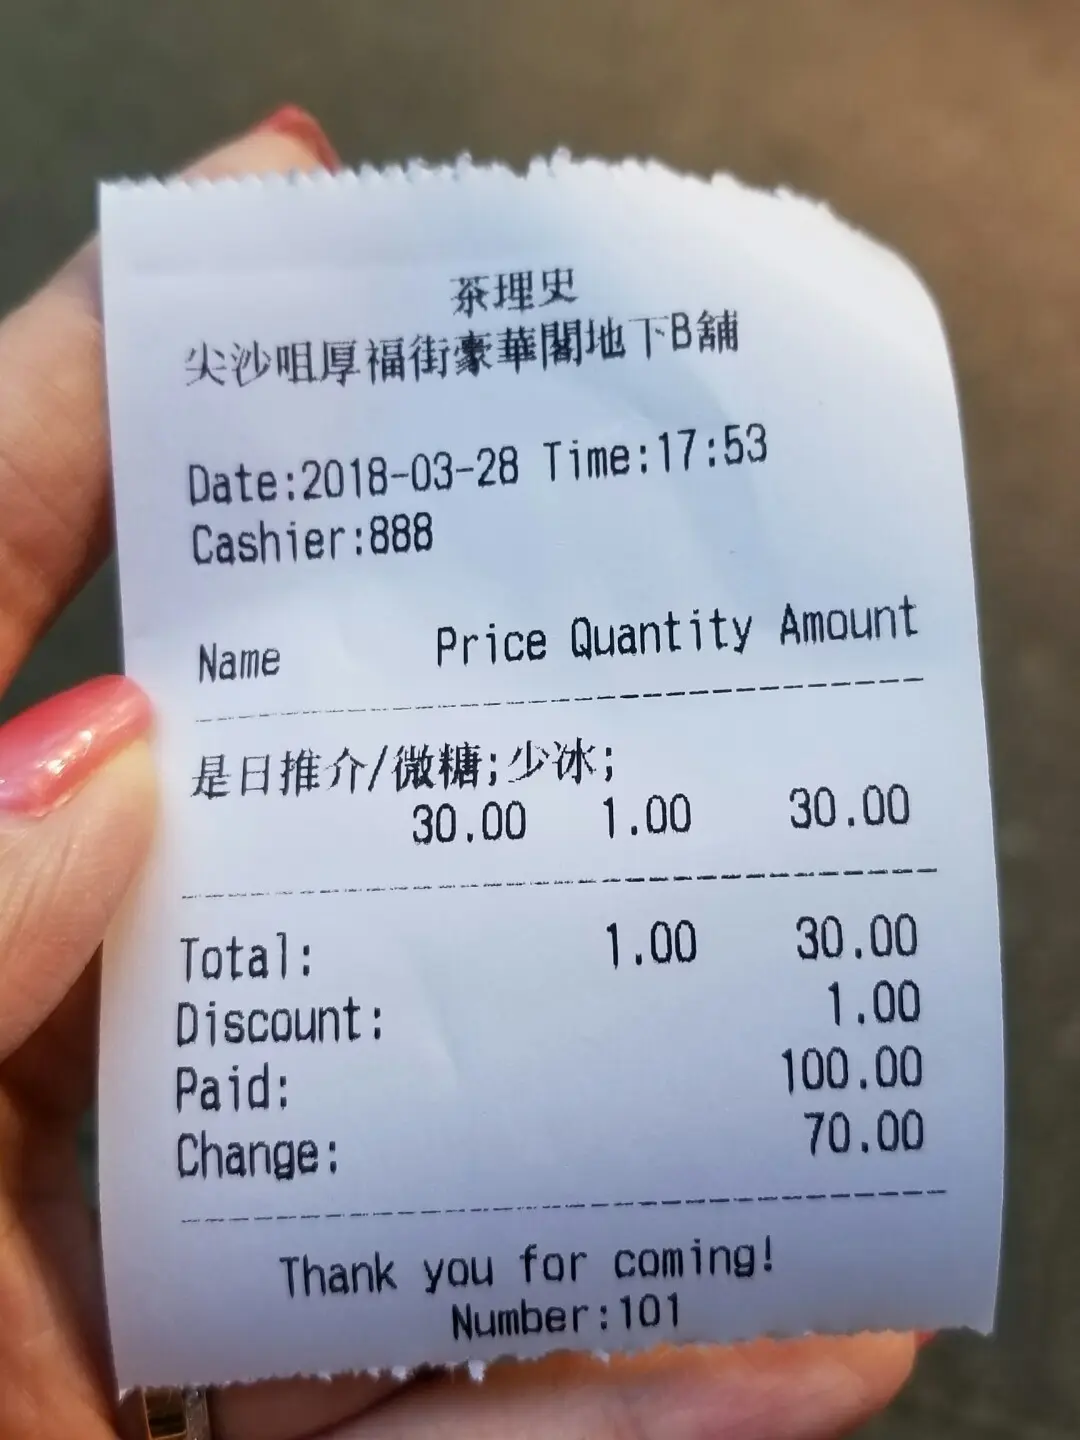 茶理史
尖沙咀厚福街豪華閣地下B舖
Date:2018-03-28 Time:17:53
Cashier:888
Name Price Quantity Amount
是日推介/微糖;少冰;
30.00 1.00 30.00
Total: 1.00 30.00
Discount: 1.00
Paid: 100.00
Change: 70.00
Thank you for coming!
Number:101